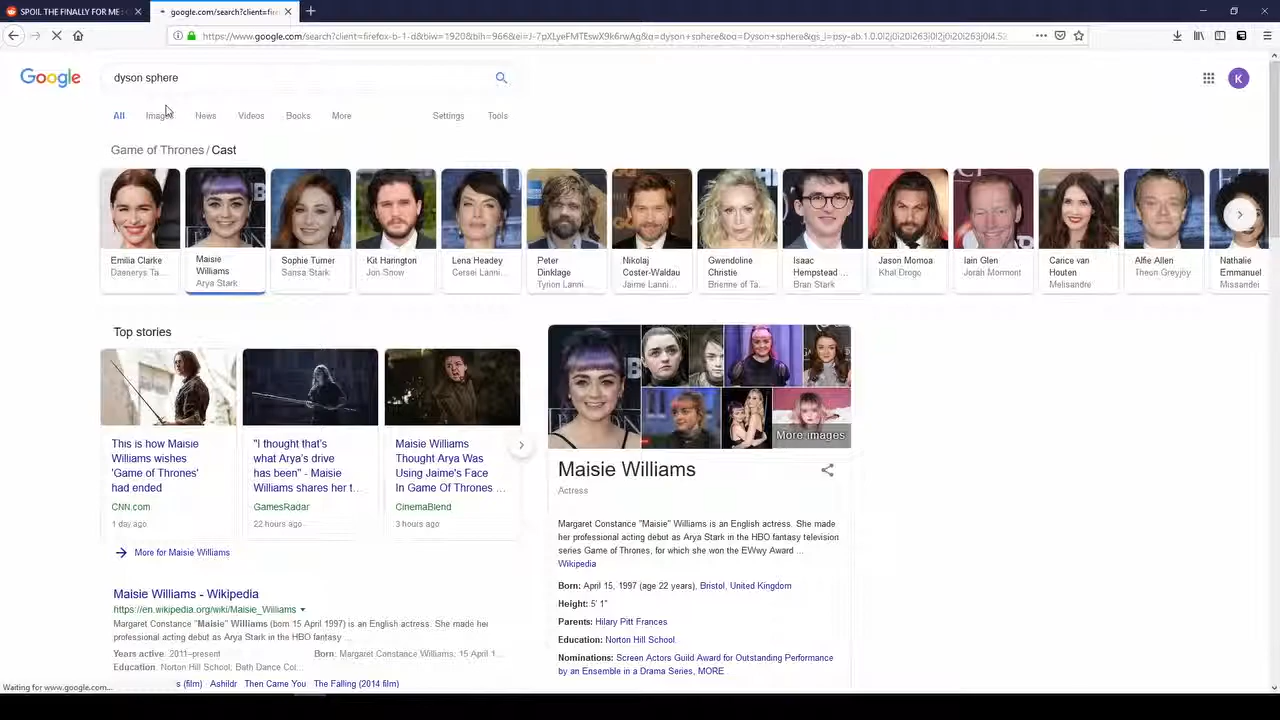 SPOIL THE FINALLY FOR ME :
google.com/search?client=fire
https://www.google.com/search?client=firefox-b-1-d&biw=1920&bih=966&ei=J-7pXLyeFMTEswX9k6rwAg&q=dyson+sphere&oq=Dyson+sphere&gs_l=psy-ab.1.0.0l2j0i20i263l0l2j0i20i263j0l4.52
Google
dyson sphere
K
All Images News Videos Books More Settings Tools
Game of Thrones / Cast
Emilia Clarke
Daenerys Ta...
Maisie
Williams
Arya Stark
Sophie Turner
Sansa Stark
Kit Harington
Jon Snow
Lena Headey
Cersei Lanni...
Peter
Dinklage
Tyrion Lanni...
Nikolaj
Coster-Waldau
Jaime Lanni...
Gwendoline
Christie
Brienne of Ta...
Isaac
Hempstead ...
Bran Stark
Jason Momoa
Khal Drogo
Iain Glen
Jorah Mormont
Carice van
Houten
Melisandre
Alfie Allen
Theon Greyjoy
Nathalie
Emmanuel
Missandei
Top stories
This is how Maisie
Williams wishes
'Game of Thrones'
had ended
CNN.com
1 day ago
"I thought that's
what Arya's drive
has been" - Maisie
Williams shares her t...
GamesRadar
22 hours ago
Maisie Williams
Thought Arya Was
Using Jaime's Face
In Game Of Thrones ...
CinemaBlend
3 hours ago
More for Maisie Williams
Maisie Williams - Wikipedia
https://en.wikipedia.org/wiki/Maisie_Williams
Margaret Constance "Maisie" Williams (born 15 April 1997) is an English actress. She made her
professional acting debut as Arya Stark in the HBO fantasy ...
Years active: 2011–present Born: Margaret Constance Williams; 15 April 1...
Education: Norton Hill School; Bath Dance Col...
s (film) Ashildr Then Came You The Falling (2014 film)
More images
Maisie Williams
Actress
Margaret Constance "Maisie" Williams is an English actress. She made
her professional acting debut as Arya Stark in the HBO fantasy television
series Game of Thrones, for which she won the EWwy Award ...
Wikipedia
Born: April 15, 1997 (age 22 years), Bristol, United Kingdom
Height: 5' 1"
Parents: Hilary Pitt Frances
Education: Norton Hill School
Nominations: Screen Actors Guild Award for Outstanding Performance
by an Ensemble in a Drama Series, MORE
Waiting for www.google.com...